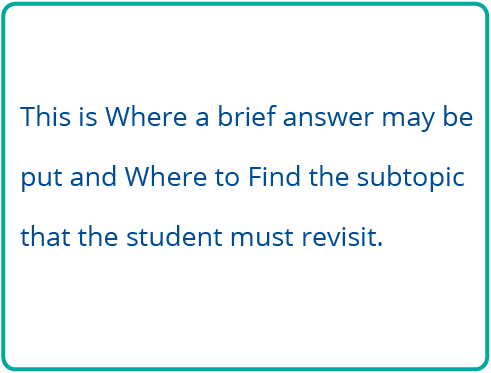 This is Where a brief answer may be
put and Where to Find the subtopic
that the student must revisit.